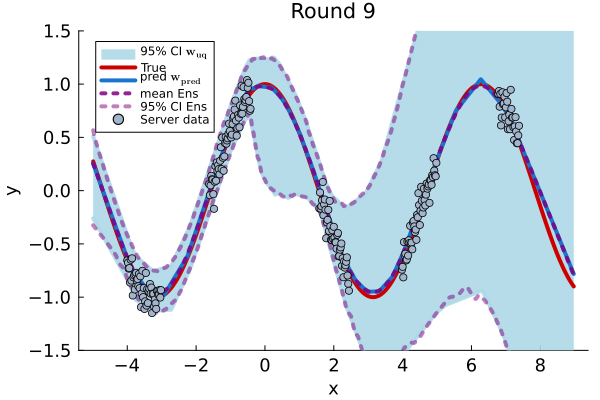 Round 9
1.5
1.0
0.5
0.0
−0.5
−1.0
−1.5
y
95% CI w_uq
True
pred w_pred
mean Ens
95% CI Ens
Server data
−4 −2 0 2 4 6 8
x